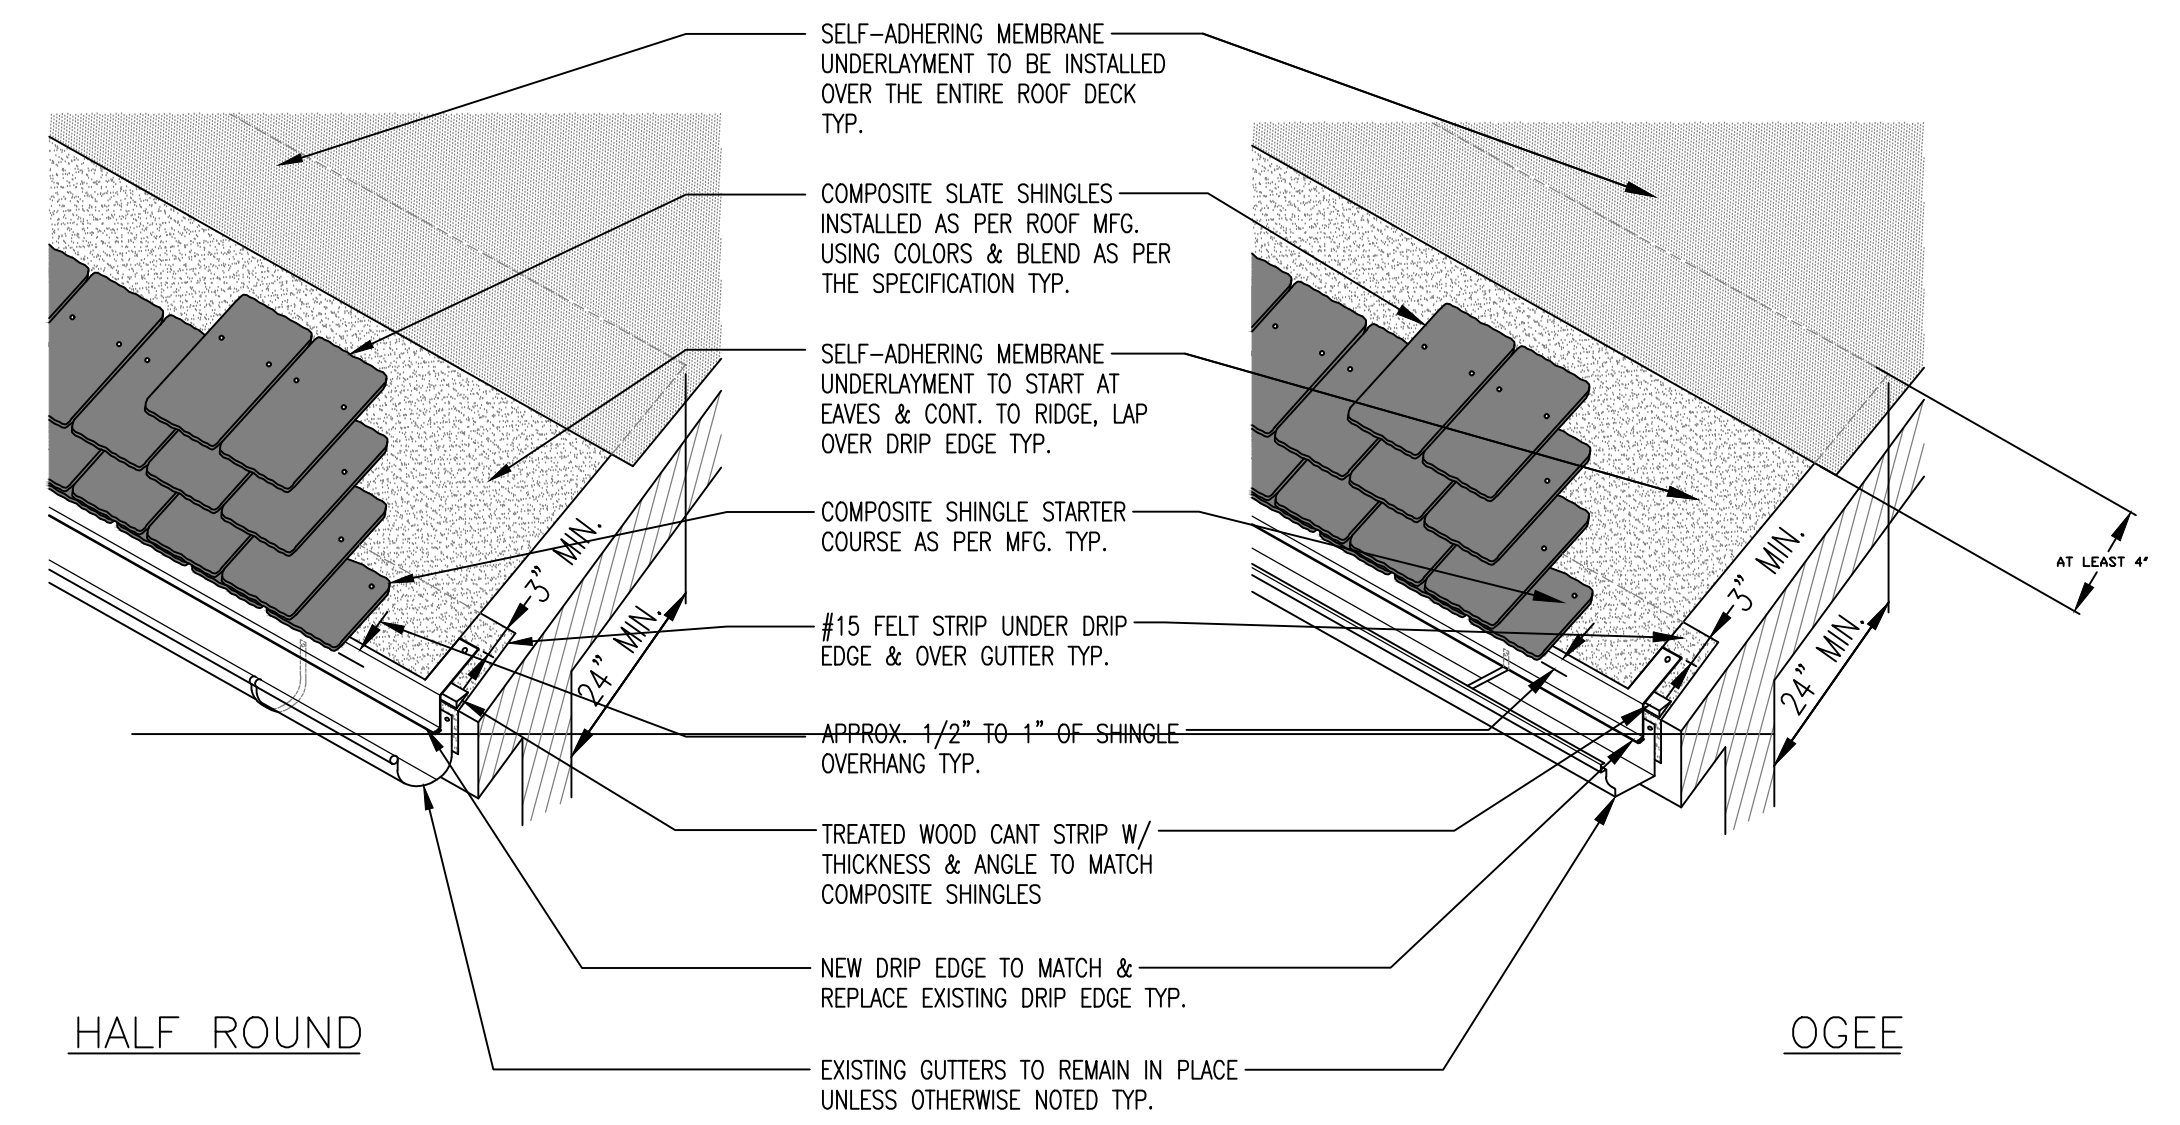 SELF-ADHERING MEMBRANE
UNDERLAYMENT TO BE INSTALLED
OVER THE ENTIRE ROOF DECK
TYP.
COMPOSITE SLATE SHINGLES
INSTALLED AS PER ROOF MFG.
USING COLORS & BLEND AS PER
THE SPECIFICATION TYP.
SELF-ADHERING MEMBRANE
UNDERLAYMENT TO START AT
EAVES & CONT. TO RIDGE, LAP
OVER DRIP EDGE TYP.
COMPOSITE SHINGLE STARTER
COURSE AS PER MFG. TYP.
#15 FELT STRIP UNDER DRIP
EDGE & OVER GUTTER TYP.
APPROX. 1/2" TO 1" OF SHINGLE
OVERHANG TYP.
TREATED WOOD CANT STRIP W/
THICKNESS & ANGLE TO MATCH
COMPOSITE SHINGLES
NEW DRIP EDGE TO MATCH &
REPLACE EXISTING DRIP EDGE TYP.
EXISTING GUTTERS TO REMAIN IN PLACE
UNLESS OTHERWISE NOTED TYP.
3" MIN.
24" MIN.
HALF ROUND
3" MIN.
24" MIN.
AT LEAST 4"
OGEE